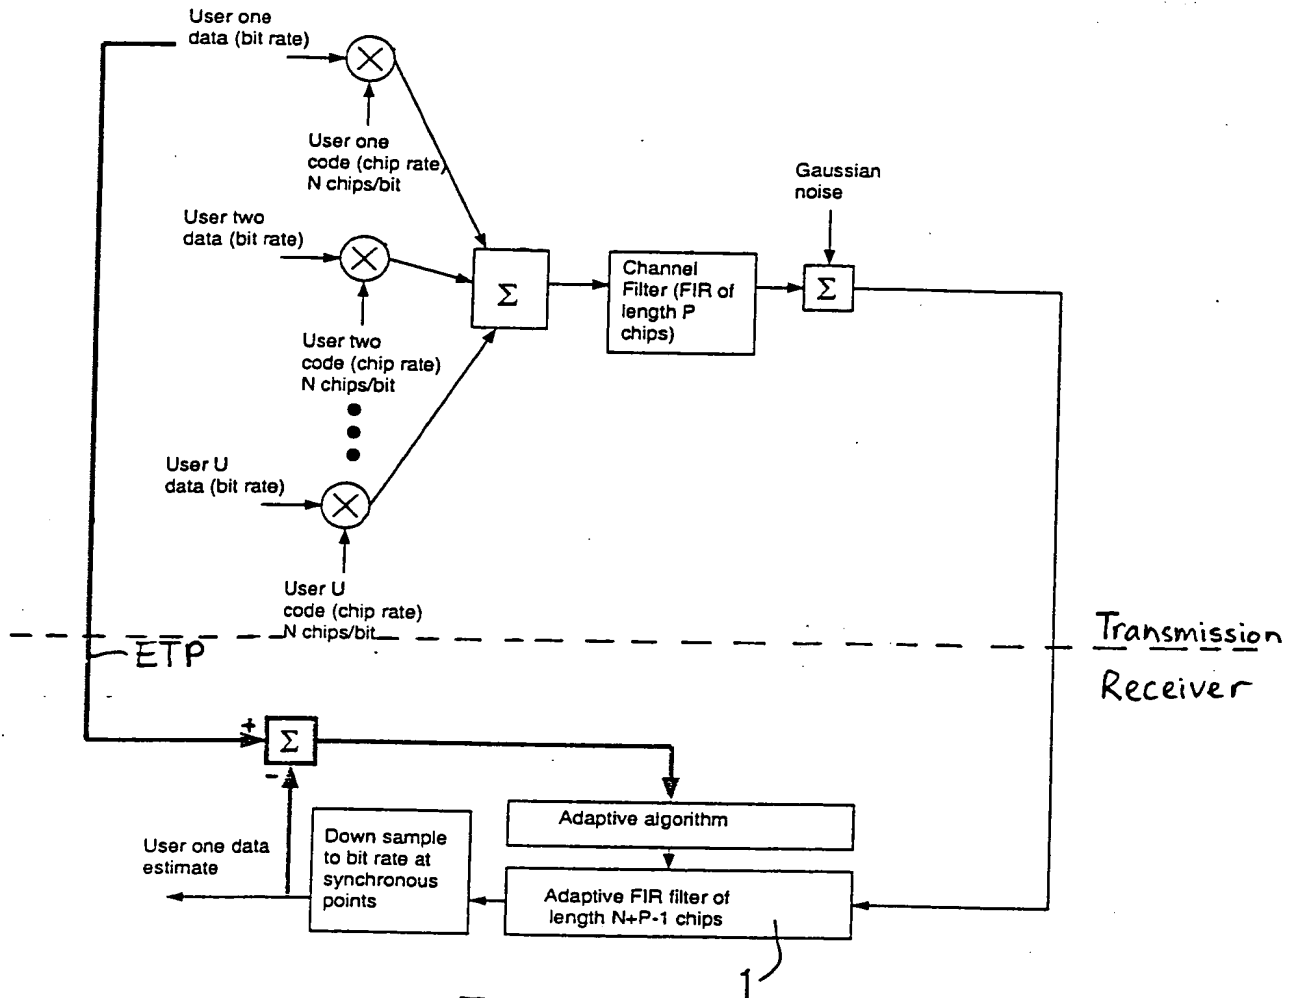 User one
data (bit rate)
User one
code (chip rate)
N chips/bit
Gaussian
noise
User two
data (bit rate)
Σ
Channel
Filter (FIR of
length P
chips)
Σ
User two
code (chip rate)
N chips/bit
User U
data (bit rate)
User U
code (chip rate)
N chips/bit
Transmission
ETP
Receiver
+
Σ
-
Adaptive algorithm
User one data
estimate
Down sample
to bit rate at
synchronous
points
Adaptive FIR filter of
length N+P-1 chips
1